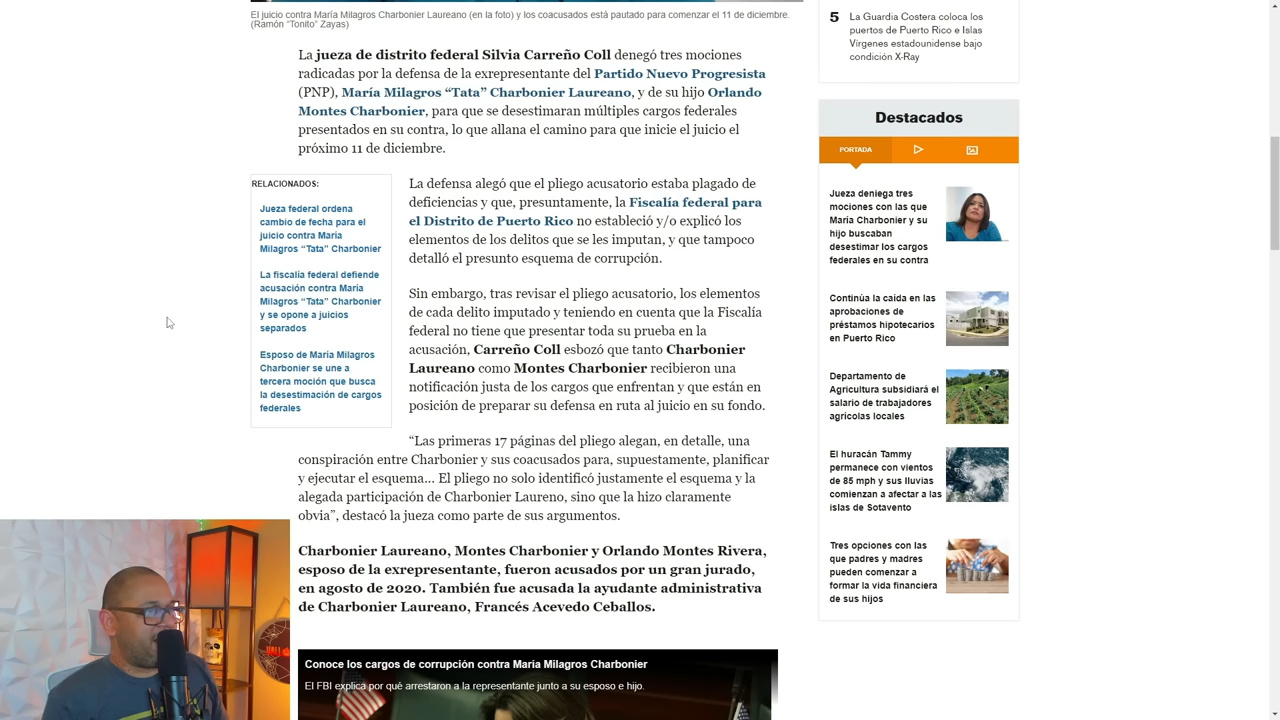 El juicio contra María Milagros Charbonier Laureano (en la foto) y los coacusados está pautado para comenzar el 11 de diciembre.
(Ramón “Tonito” Zayas)
La jueza de distrito federal Silvia Carreño Coll denegó tres mociones
radicadas por la defensa de la exrepresentante del Partido Nuevo Progresista
(PNP), María Milagros “Tata” Charbonier Laureano, y de su hijo Orlando
Montes Charbonier, para que se desestimaran múltiples cargos federales
presentados en su contra, lo que allana el camino para que inicie el juicio el
próximo 11 de diciembre.
RELACIONADOS:
Jueza federal ordena
cambio de fecha para el
juicio contra María
Milagros “Tata” Charbonier
La fiscalía federal defiende
acusación contra María
Milagros “Tata” Charbonier
y se opone a juicios
separados
Esposo de María Milagros
Charbonier se une a
tercera moción que busca
la desestimación de cargos
federales
La defensa alegó que el pliego acusatorio estaba plagado de
deficiencias y que, presuntamente, la Fiscalía federal para
el Distrito de Puerto Rico no estableció y/o explicó los
elementos de los delitos que se les imputan, y que tampoco
detalló el presunto esquema de corrupción.
Sin embargo, tras revisar el pliego acusatorio, los elementos
de cada delito imputado y teniendo en cuenta que la Fiscalía
federal no tiene que presentar toda su prueba en la
acusación, Carreño Coll esbozó que tanto Charbonier
Laureano como Montes Charbonier recibieron una
notificación justa de los cargos que enfrentan y que están en
posición de preparar su defensa en ruta al juicio en su fondo.
“Las primeras 17 páginas del pliego alegan, en detalle, una
conspiración entre Charbonier y sus coacusados para, supuestamente, planificar
y ejecutar el esquema... El pliego no solo identificó justamente el esquema y la
alegada participación de Charbonier Laureno, sino que la hizo claramente
obvia”, destacó la jueza como parte de sus argumentos.
Charbonier Laureano, Montes Charbonier y Orlando Montes Rivera,
esposo de la exrepresentante, fueron acusados por un gran jurado,
en agosto de 2020. También fue acusada la ayudante administrativa
de Charbonier Laureano, Francés Acevedo Ceballos.
Conoce los cargos de corrupción contra María Milagros Charbonier
El FBI explica por qué arrestaron a la representante junto a su esposo e hijo.
5
La Guardia Costera coloca los
puertos de Puerto Rico e Islas
Vírgenes estadounidense bajo
condición X-Ray
Destacados
PORTADA
Jueza deniega tres
mociones con las que
María Charbonier y su
hijo buscaban
desestimar los cargos
federales en su contra
Continúa la caída en las
aprobaciones de
préstamos hipotecarios
en Puerto Rico
Departamento de
Agricultura subsidiará el
salario de trabajadores
agrícolas locales
El huracán Tammy
permanece con vientos
de 85 mph y sus lluvias
comienzan a afectar a las
islas de Sotavento
Tres opciones con las
que padres y madres
pueden comenzar a
formar la vida financiera
de sus hijos